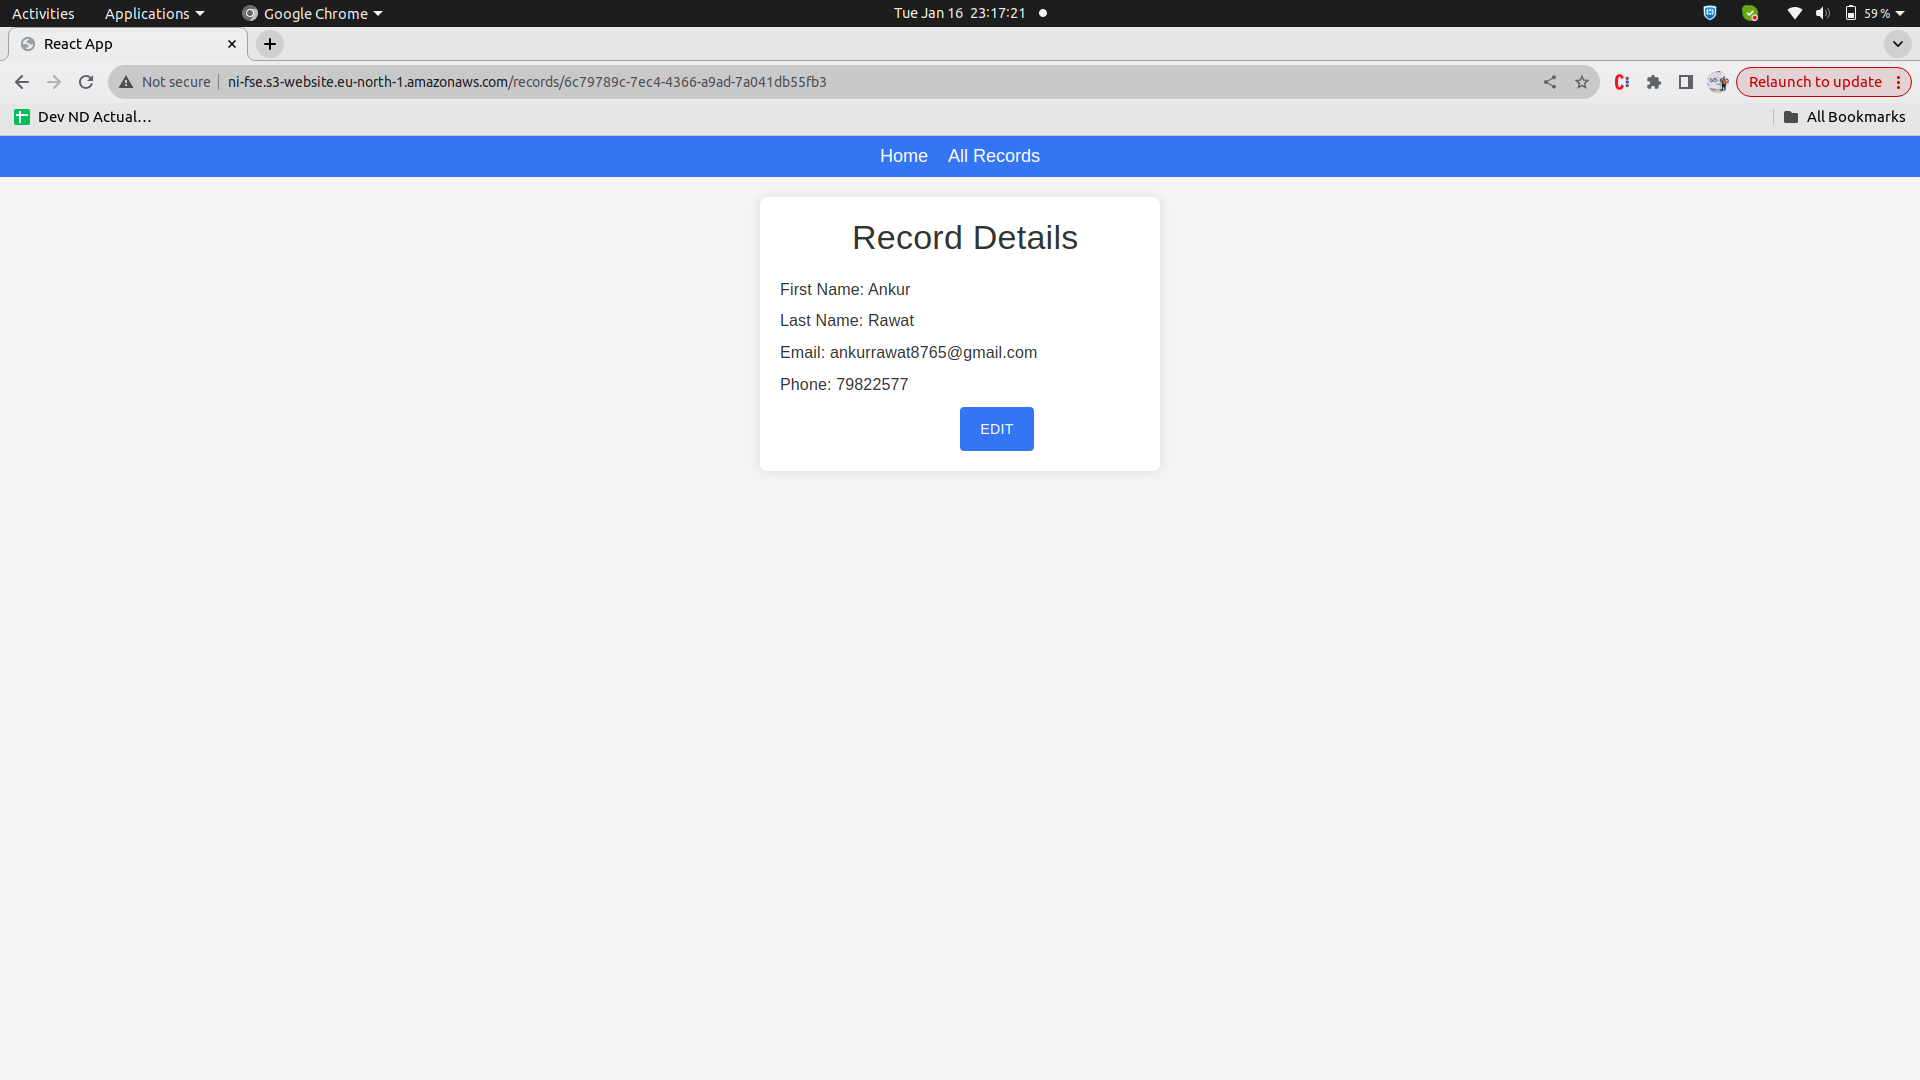 Activities Applications Google Chrome Tue Jan 16 23:17:21 59 %
React App
Not secure ni-fse.s3-website.eu-north-1.amazonaws.com/records/6c79789c-7ec4-4366-a9ad-7a041db55fb3 Relaunch to update
Dev ND Actual... All Bookmarks
Home All Records
Record Details
First Name: Ankur
Last Name: Rawat
Email: ankurrawat8765@gmail.com
Phone: 79822577
EDIT